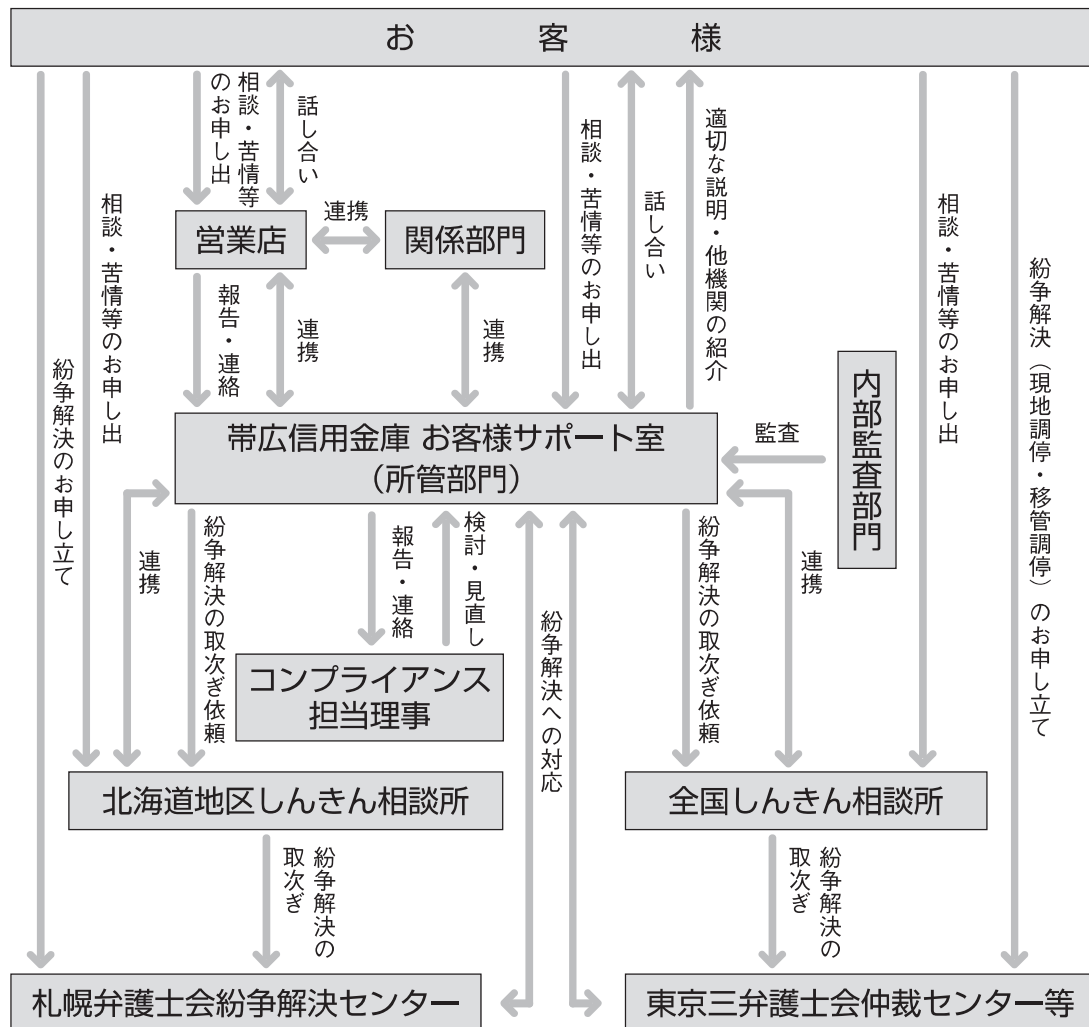 お客様
相談・苦情等
のお申し出
話し合い
相談・苦情等のお申し出
話し合い
適切な説明・他機関の紹介
営業店
連携
関係部門
相談・苦情等のお申し出
紛争解決のお申し立て
報告・連絡
連携
連携
相談・苦情等のお申し出
紛争解決（現地調停・移管調停）のお申し立て
内部監査部門
監査
帯広信用金庫 お客様サポート室
（所管部門）
連携
紛争解決の取次ぎ依頼
報告・連絡
検討・見直し
紛争解決への対応
紛争解決の取次ぎ依頼
連携
コンプライアンス
担当理事
北海道地区しんきん相談所
全国しんきん相談所
紛争解決の
取次ぎ
紛争解決の
取次ぎ
札幌弁護士会紛争解決センター
東京三弁護士会仲裁センター等